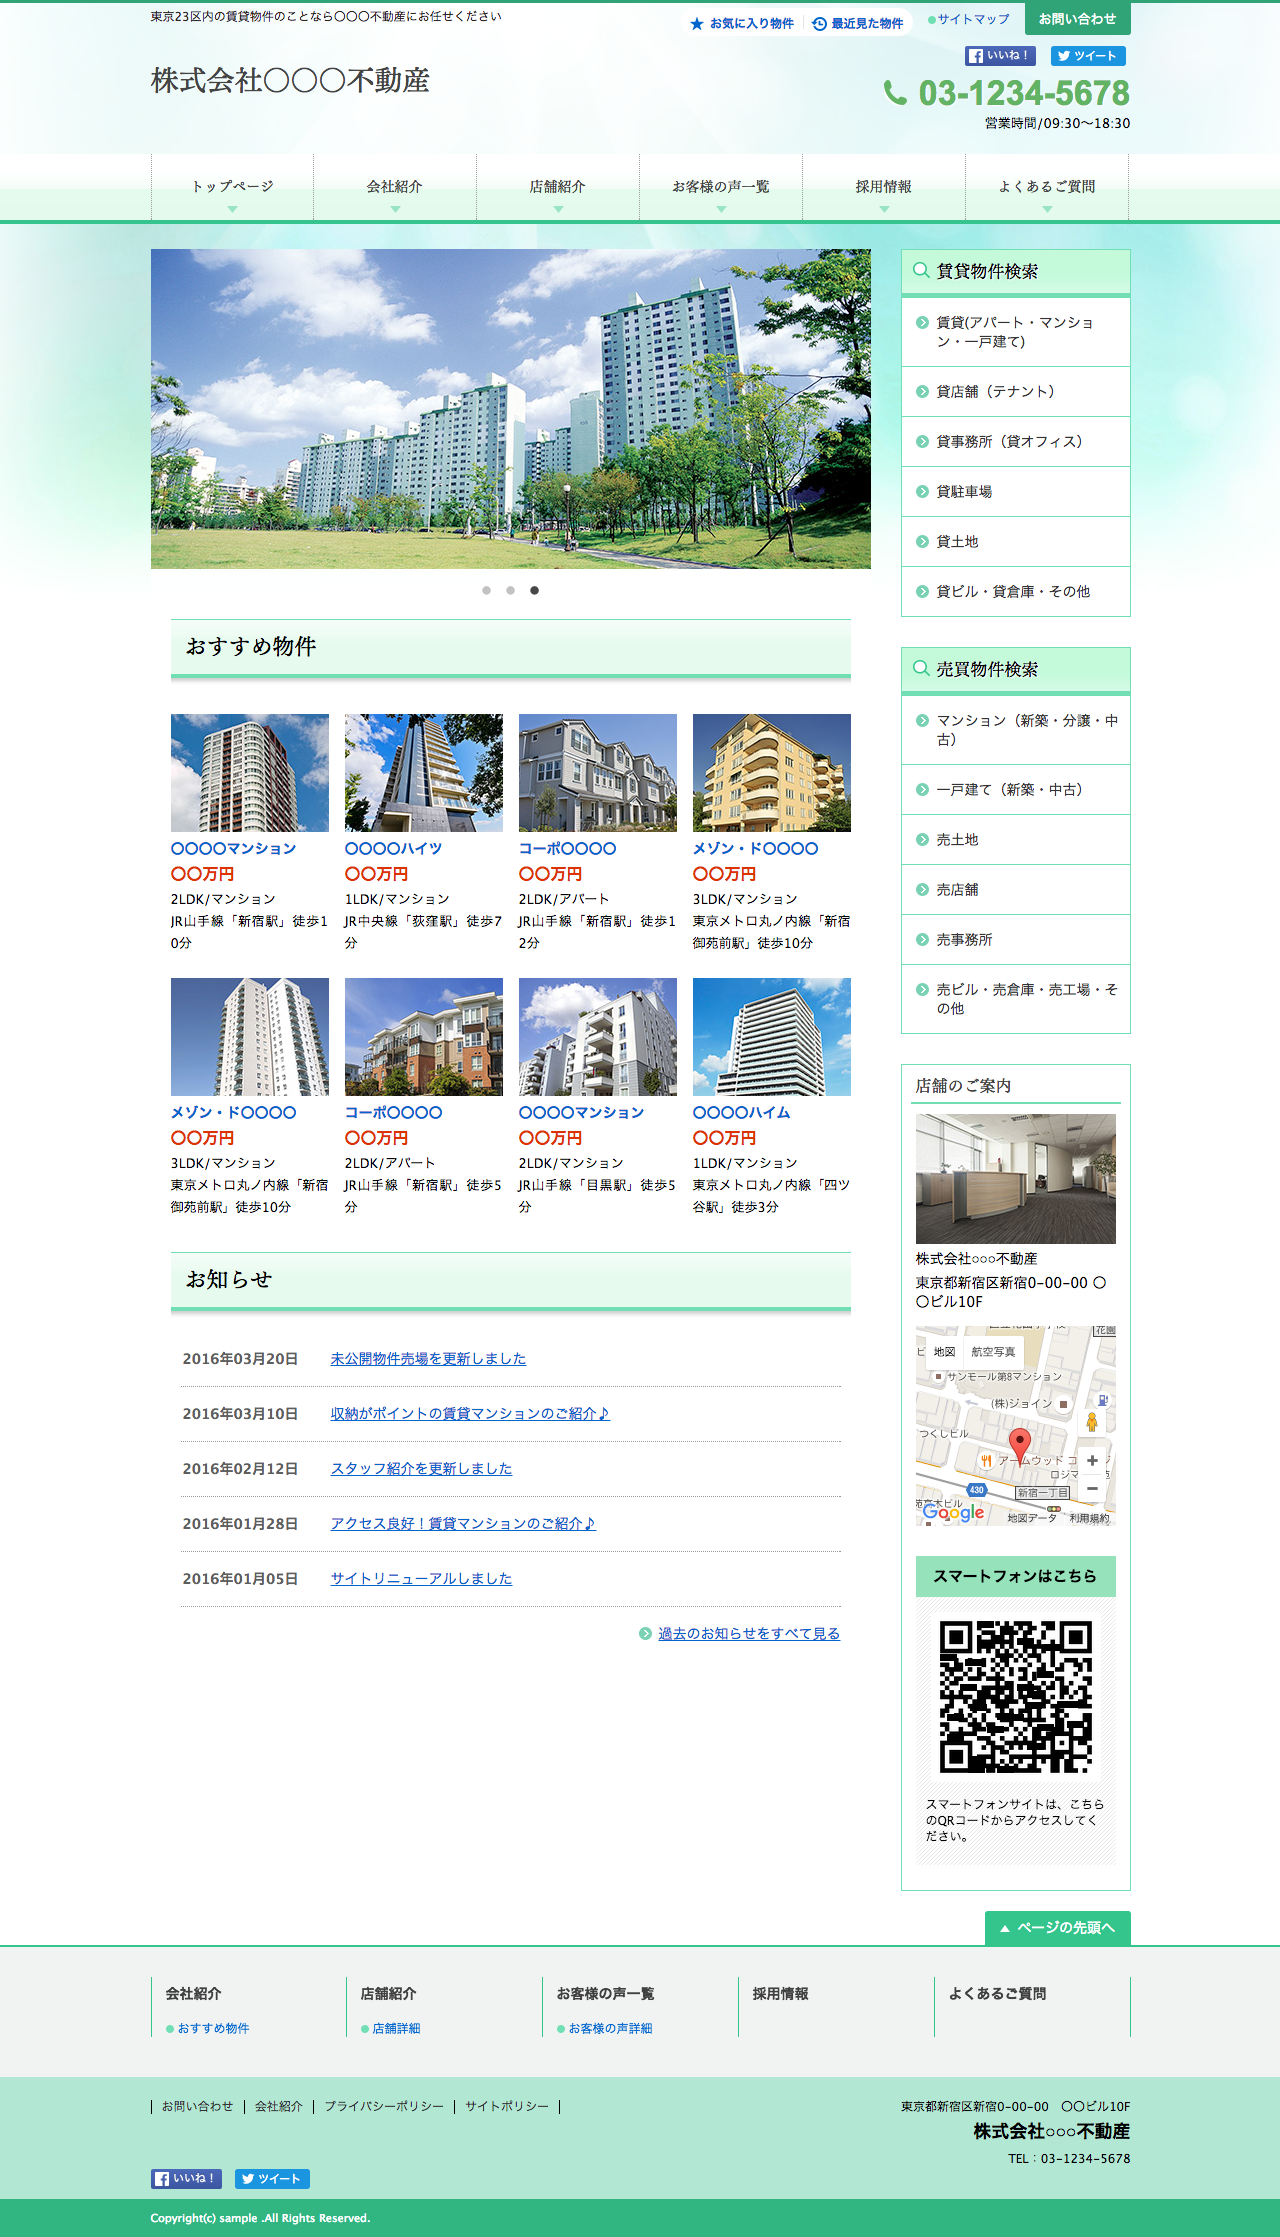 東京23区内の賃貸物件のことなら〇〇〇不動産にお任せください
お気に入り物件
最近見た物件
サイトマップ
お問い合わせ
いいね！
ツイート
株式会社〇〇〇不動産
03-1234-5678
営業時間/09:30～18:30
トップページ
会社紹介
店舗紹介
お客様の声一覧
採用情報
よくあるご質問
賃貸物件検索
賃貸(アパート・マンショ
ン・一戸建て)
貸店舗（テナント）
貸事務所（貸オフィス）
貸駐車場
貸土地
貸ビル・貸倉庫・その他
おすすめ物件
〇〇〇〇マンション
〇〇万円
2LDK/マンション
JR山手線「新宿駅」徒歩1
0分
〇〇〇〇ハイツ
〇〇万円
1LDK/マンション
JR中央線「荻窪駅」徒歩7
分
コーポ〇〇〇〇
〇〇万円
2LDK/アパート
JR山手線「新宿駅」徒歩1
2分
メゾン・ド〇〇〇〇
〇〇万円
3LDK/マンション
東京メトロ丸ノ内線「新宿
御苑前駅」徒歩10分
メゾン・ド〇〇〇〇
〇〇万円
3LDK/マンション
東京メトロ丸ノ内線「新宿
御苑前駅」徒歩10分
コーポ〇〇〇〇
〇〇万円
2LDK/アパート
JR山手線「新宿駅」徒歩5
分
〇〇〇〇マンション
〇〇万円
2LDK/マンション
JR山手線「目黒駅」徒歩5
分
〇〇〇〇ハイム
〇〇万円
1LDK/マンション
東京メトロ丸ノ内線「四ツ
谷駅」徒歩3分
売買物件検索
マンション（新築・分譲・中
古）
一戸建て（新築・中古）
売土地
売店舗
売事務所
売ビル・売倉庫・売工場・そ
の他
お知らせ
2016年03月20日 未公開物件売場を更新しました
2016年03月10日 収納がポイントの賃貸マンションのご紹介♪
2016年02月12日 スタッフ紹介を更新しました
2016年01月28日 アクセス良好！賃貸マンションのご紹介♪
2016年01月05日 サイトリニューアルしました
過去のお知らせをすべて見る
店舗のご案内
株式会社○○○不動産
東京都新宿区新宿0-00-00 〇
〇ビル10F
花園
地図
航空写真
サンモール第8マンション
(株)ジョイン
つくしビル
アームウッド
ロジマ
430
新宿一丁目
Google
地図データ
利用規約
スマートフォンはこちら
スマートフォンサイトは、こちら
のQRコードからアクセスしてく
ださい。
ページの先頭へ
会社紹介
おすすめ物件
店舗紹介
店舗詳細
お客様の声一覧
お客様の声詳細
採用情報
よくあるご質問
お問い合わせ
会社紹介
プライバシーポリシー
サイトポリシー
東京都新宿区新宿0-00-00　〇〇ビル10F
株式会社○○○不動産
TEL：03-1234-5678
いいね！
ツイート
Copyright(c) sample .All Rights Reserved.